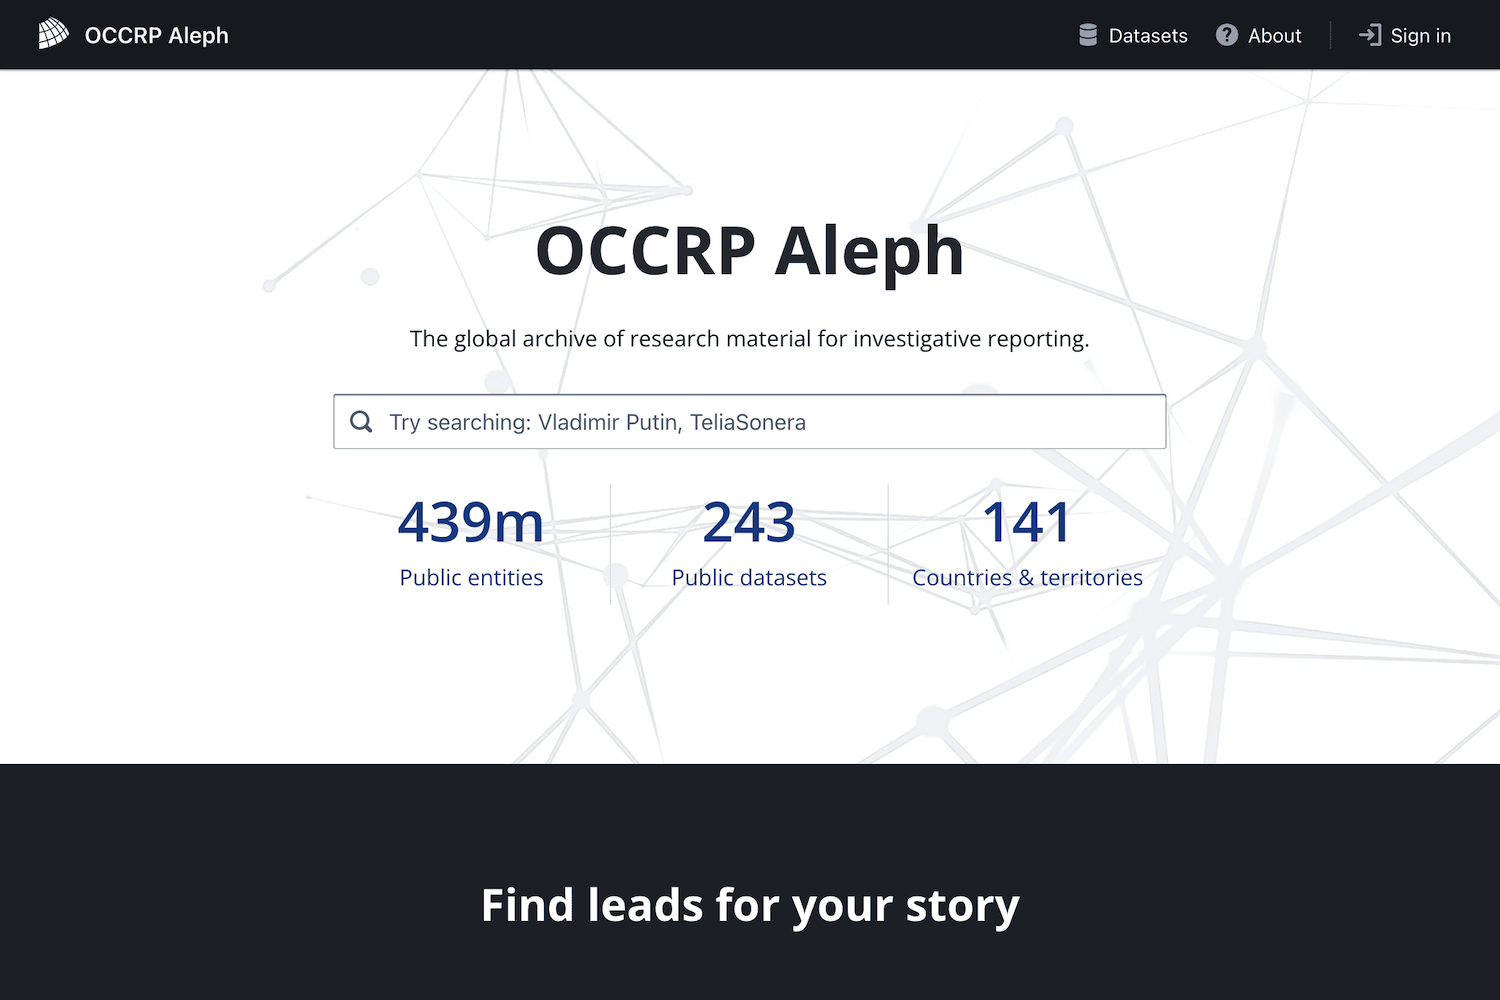 OCCRP Aleph
Datasets
About
Sign in
OCCRP Aleph
The global archive of research material for investigative reporting.
Try searching: Vladimir Putin, TeliaSonera
439m
Public entities
243
Public datasets
141
Countries & territories
Find leads for your story